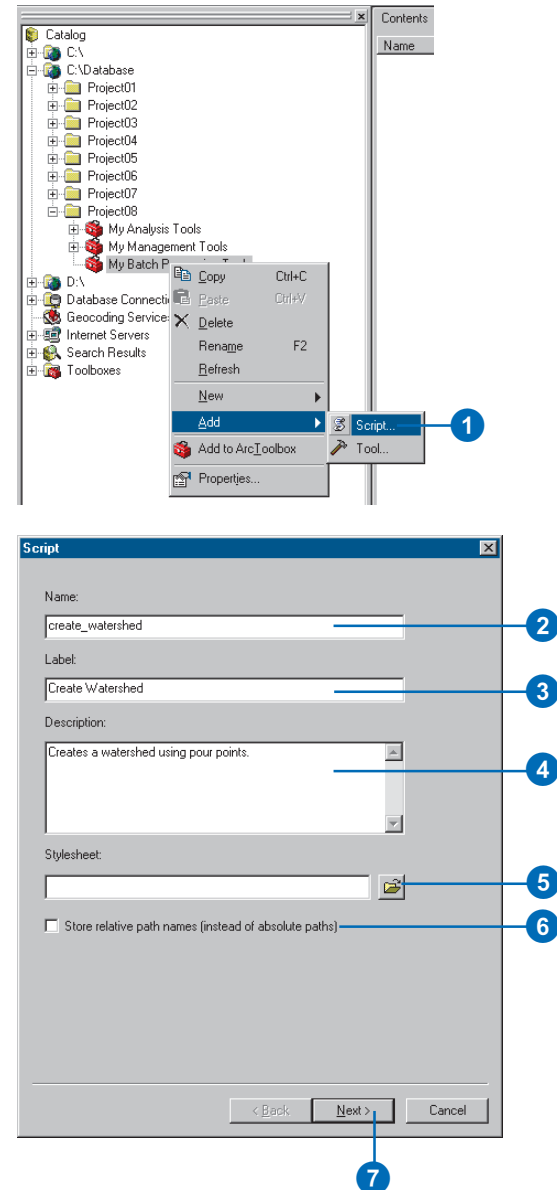 Contents
Catalog
Name
C:\
C:\Database
Project01
Project02
Project03
Project04
Project05
Project06
Project07
Project08
My Analysis Tools
My Management Tools
My Batch
D:\
Database
Geocoding
Internet Servers
Search Results
Toolboxes
Copy Ctrl+C
Paste Ctrl+V
Delete
Rename F2
Refresh
New
Add
Add to ArcToolbox
Properties...
Script... 1
Tool...
Script
Name:
create_watershed 2
Label:
Create Watershed 3
Description:
Creates a watershed using pour points. 4
Stylesheet:
5
Store relative path names (instead of absolute paths) 6
< Back Next > Cancel
7